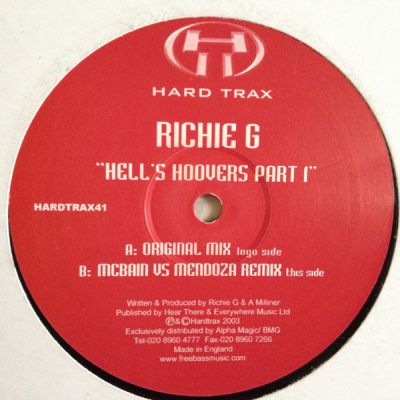 HARD TRAX
RICHIE G
"HELL'S HOOVERS PART 1"
HARDTRAX41
A: ORIGINAL MIX logo side
B: MCBAIN VS MENDOZA REMIX this side
Written & Produced by Richie G & A Milliner
Published by Hear There & Everywhere Music Ltd
℗&©Hardtrax 2003
Exclusively distributed by Alpha Magic/ BMG
Tel-020 8960 4777 Fax-020 8960 7266
Made in England
www.freebassmusic.com